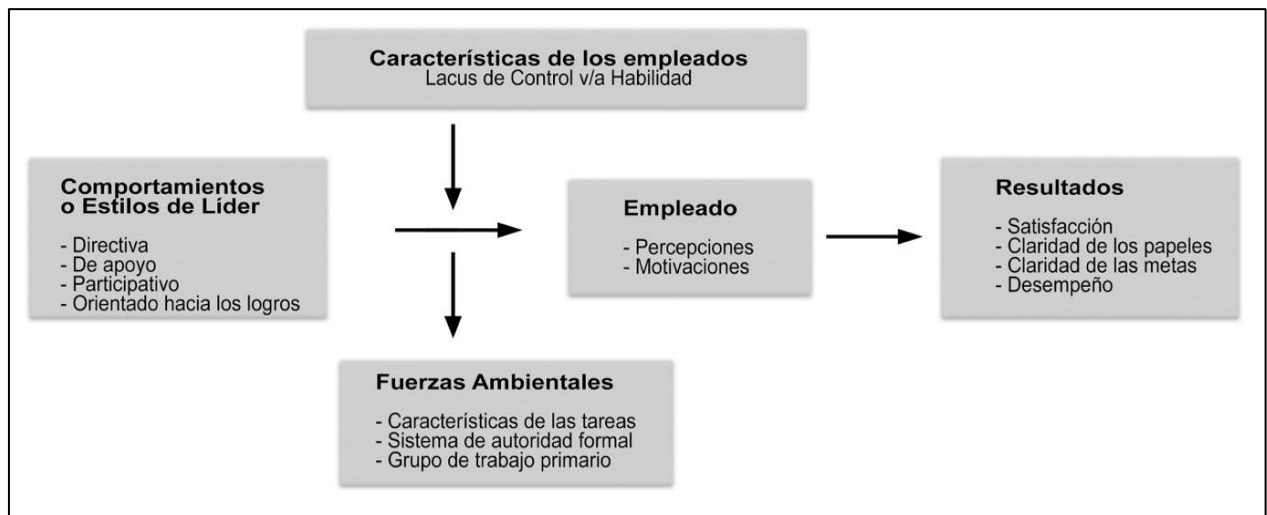 Características de los empleados
Lacus de Control v/a Habilidad
Comportamientos
o Estilos de Líder
- Directiva
- De apoyo
- Participativo
- Orientado hacia los logros
Empleado
- Percepciones
- Motivaciones
Resultados
- Satisfacción
- Claridad de los papeles
- Claridad de las metas
- Desempeño
Fuerzas Ambientales
- Características de las tareas
- Sistema de autoridad formal
- Grupo de trabajo primario